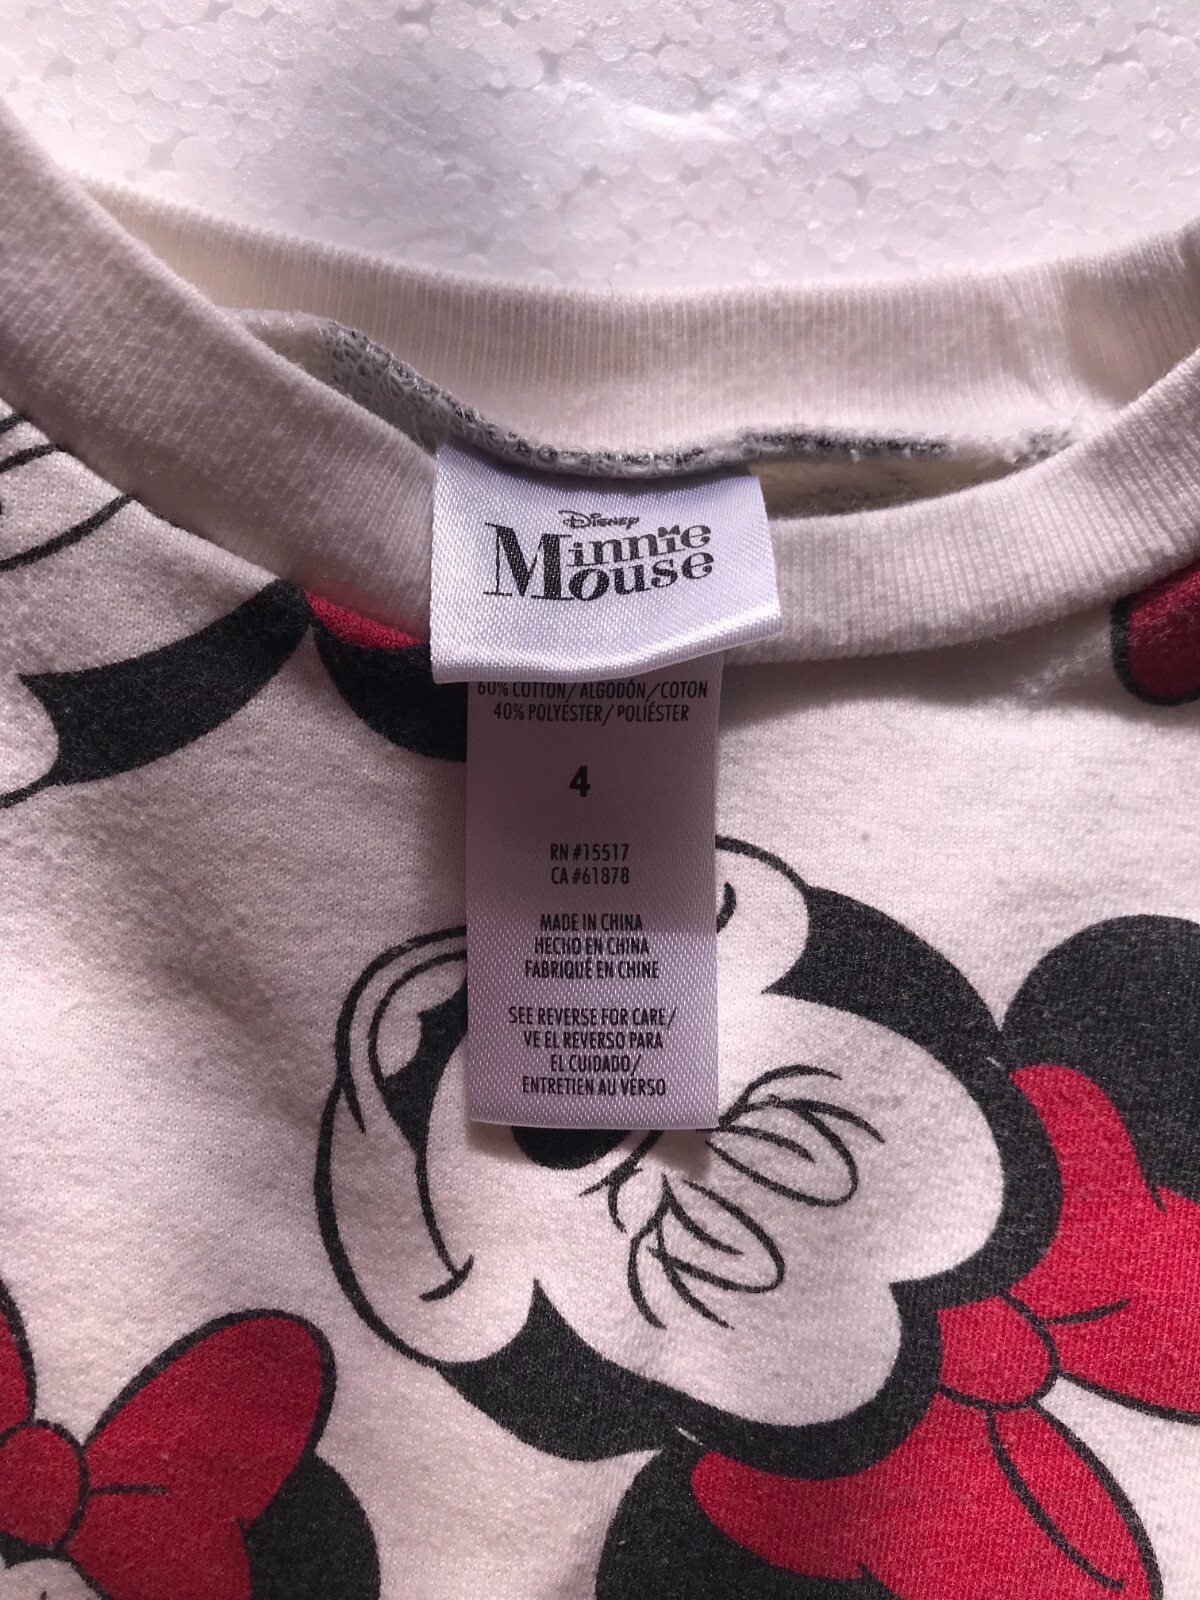 Disney
Minnie
Mouse
60% COTTON/ALGODÓN/COTON
40% POLYESTER/POLIÉSTER
4
RN #15517
CA #61878
MADE IN CHINA
HECHO EN CHINA
FABRIQUÉ EN CHINE
SEE REVERSE FOR CARE/
VE EL REVERSO PARA
EL CUIDADO/
ENTRETIEN AU VERSO